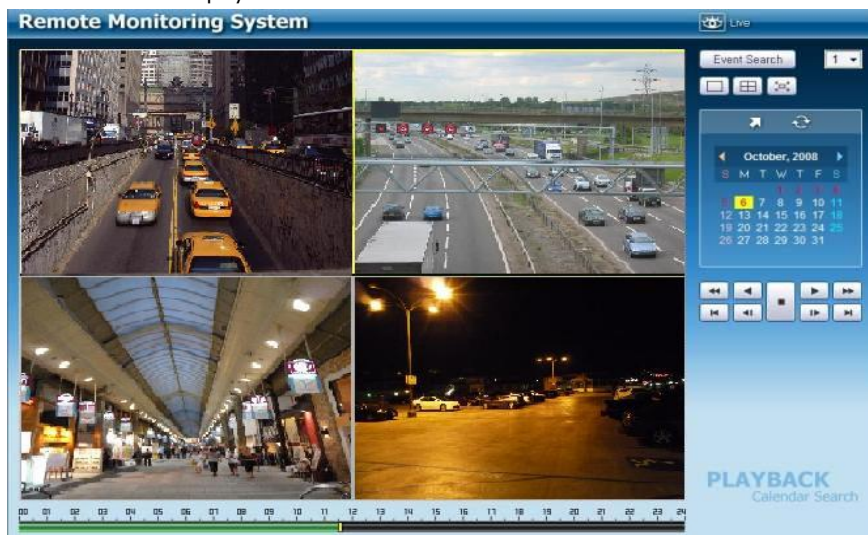 Remote Monitoring System
Live
Event Search
1
October, 2008
S M T W T F S
1 2 3 4
5 6 7 8 9 10 11
12 13 14 15 16 17 18
19 20 21 22 23 24 25
26 27 28 29 30 31
PLAYBACK
Calendar Search
00 01 02 03 04 05 06 07 08 09 10 11 12 13 14 15 16 17 18 19 20 21 22 23 24